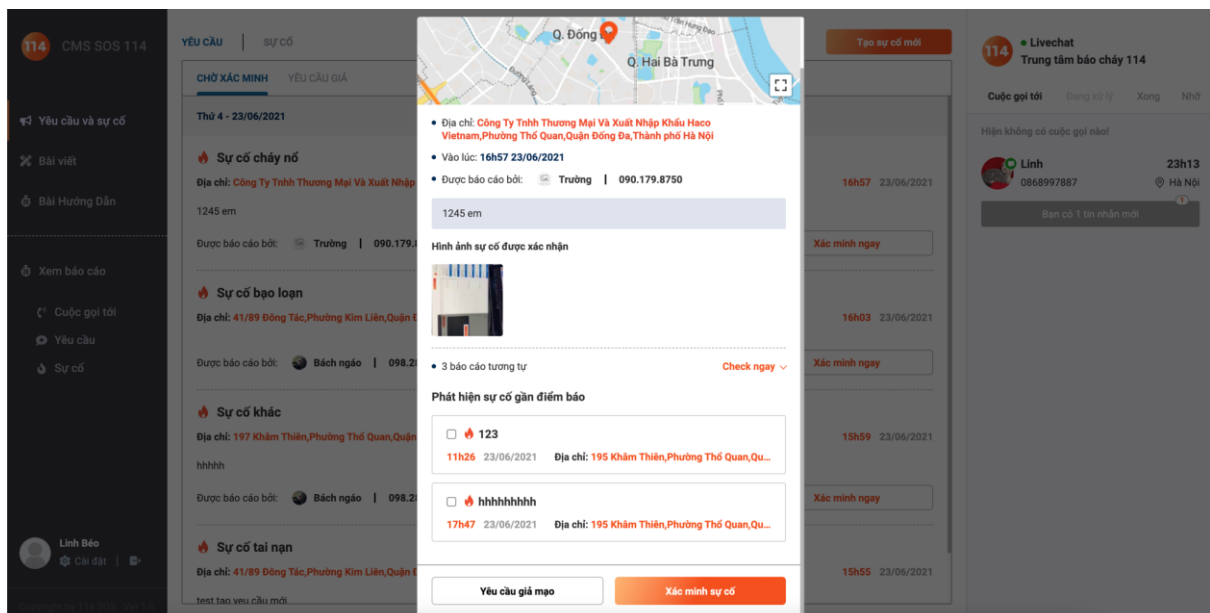 114 CMS SOS 114
Yêu cầu và sự cố
Bài viết
Bài Hướng Dẫn
Xem báo cáo
Cuộc gọi tới
Yêu cầu
Sự cố
Linh Béo
Cài đặt
YÊU CẦU SỰ CỐ
Tạo sự cố mới
CHỜ XÁC MINH YÊU CẦU GIẢ
Thứ 4 - 23/06/2021
Sự cố cháy nổ
Địa chỉ: Công Ty Tnhh Thương Mại Và Xuất Nhập
16h57 23/06/2021
1245 em
Được báo cáo bởi: Trường | 090.179.
Xác minh ngay
Sự cố bạo loạn
Địa chỉ: 41/89 Đông Tác,Phường Kim Liên,Quận
16h03 23/06/2021
Được báo cáo bởi: Bách ngáo | 098.2
Xác minh ngay
Sự cố khác
Địa chỉ: 197 Khâm Thiên,Phường Thổ Quan,Quận
15h59 23/06/2021
hhhhh
Được báo cáo bởi: Bách ngáo | 098.2
Xác minh ngay
Sự cố tai nạn
Địa chỉ: 41/89 Đông Tác,Phường Kim Liên,Quận
15h55 23/06/2021
test tạo yeu cầu mới
Trần Hưng Đạo
Q. Đống
Q. Hai Bà Trưng
Đường Láng
Địa chỉ: Công Ty Tnhh Thương Mại Và Xuất Nhập Khẩu Haco
Vietnam,Phường Thổ Quan,Quận Đống Đa,Thành phố Hà Nội
Vào lúc: 16h57 23/06/2021
Được báo cáo bởi: Trường | 090.179.8750
1245 em
Hình ảnh sự cố được xác nhận
3 báo cáo tương tự Check ngay
Phát hiện sự cố gần điểm báo
123
11h26 23/06/2021 Địa chỉ: 195 Khâm Thiên,Phường Thổ Quan,Qu...
hhhhhhhhh
17h47 23/06/2021 Địa chỉ: 195 Khâm Thiên,Phường Thổ Quan,Qu...
Yêu cầu giả mạo Xác minh sự cố
114 Livechat
Trung tâm báo cháy 114
Cuộc gọi tới Đang xử lý Xong Nhỡ
Hiện không có cuộc gọi nào!
Linh 23h13
0868997887 Hà Nội
1
Bạn có 1 tin nhắn mới